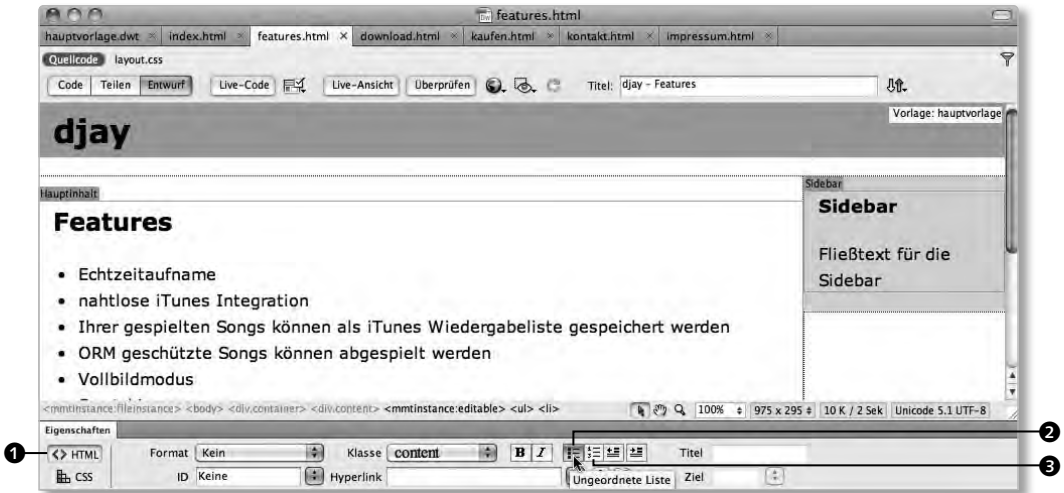 features.html
hauptvorlage.dwt index.html features.html download.html kaufen.html kontakt.html impressum.html
Quellcode layout.css
Code Teilen Entwurf Live-Code Live-Ansicht Überprüfen Titel: djay - Features
Vorlage: hauptvorlage
djay
Hauptinhalt
Sidebar
Features
Sidebar
Fließtext für die
Sidebar
• Echtzeitaufname
• nahtlose iTunes Integration
• Ihrer gespielten Songs können als iTunes Wiedergabeliste gespeichert werden
• ORM geschützte Songs können abgespielt werden
• Vollbildmodus
<mmtinstance:fileinstance> <body> <div.container> <div.content> <mmtinstance:editable> <ul> <li> 100% 975 x 295 10 K / 2 Sek Unicode 5.1 UTF-8
Eigenschaften
1 <> HTML Format Kein Klasse content B I Titel 2
CSS ID Keine Hyperlink Ungeordnete Liste Ziel 3